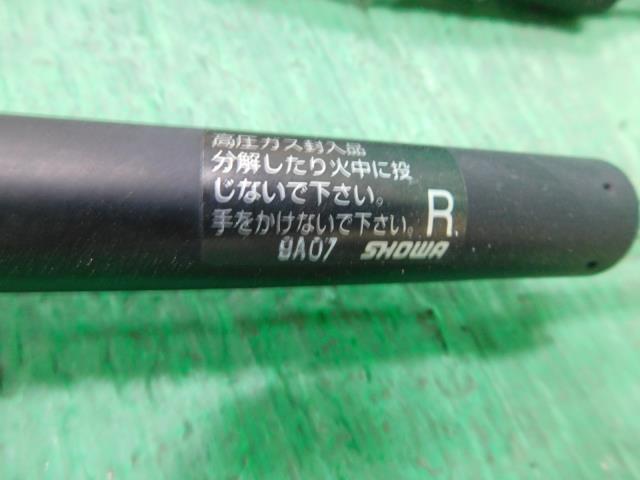 高圧ガス封入品
分解したり火中に投
じないで下さい。
手をかけないで下さい。 R
9A07 SHOWA